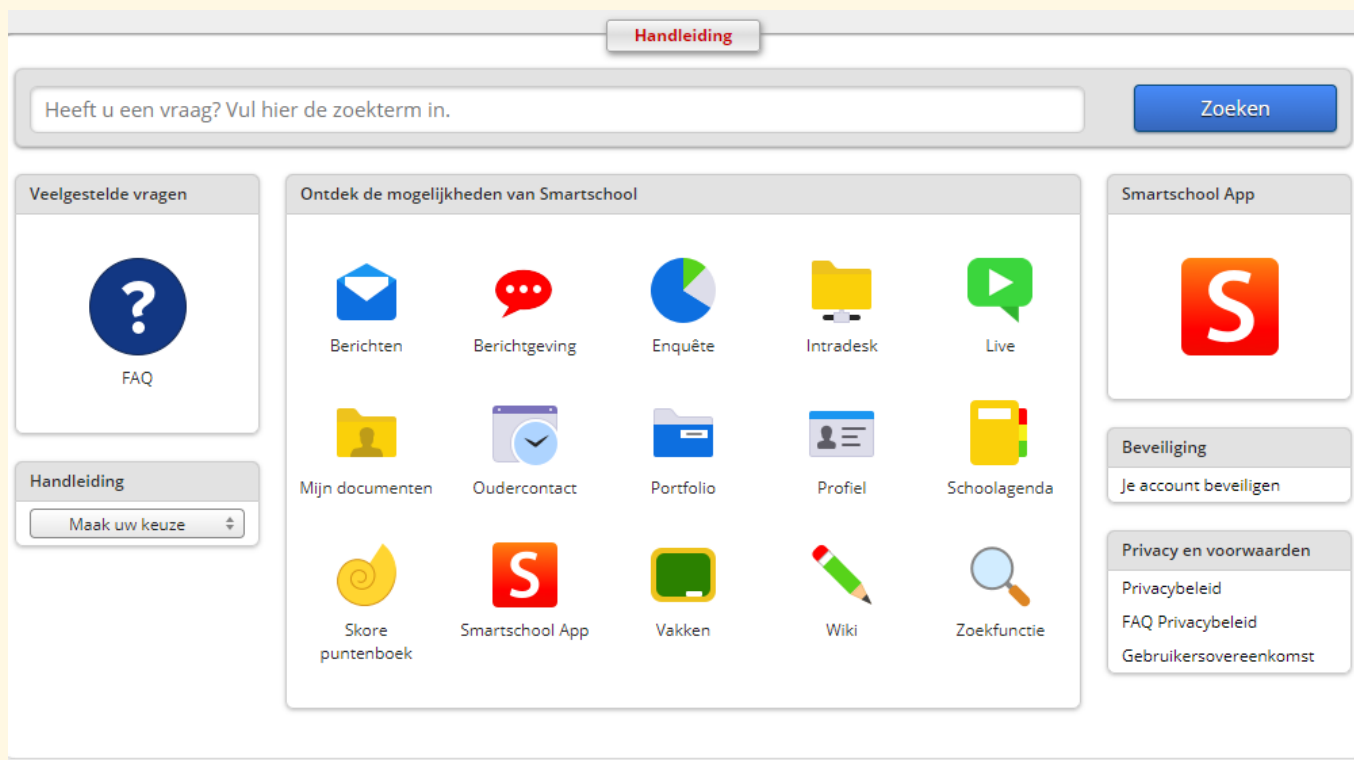 Handleiding
Heeft u een vraag? Vul hier de zoekterm in.
Zoeken
Veelgestelde vragen
FAQ
Handleiding
Maak uw keuze
Ontdek de mogelijkheden van Smartschool
Berichten
Berichtgeving
Enquête
Intradesk
Live
Mijn documenten
Oudercontact
Portfolio
Profiel
Schoolagenda
Skore
puntenboek
S
Smartschool App
Vakken
Wiki
Zoekfunctie
Smartschool App
S
Beveiliging
Je account beveiligen
Privacy en voorwaarden
Privacybeleid
FAQ Privacybeleid
Gebruikersovereenkomst